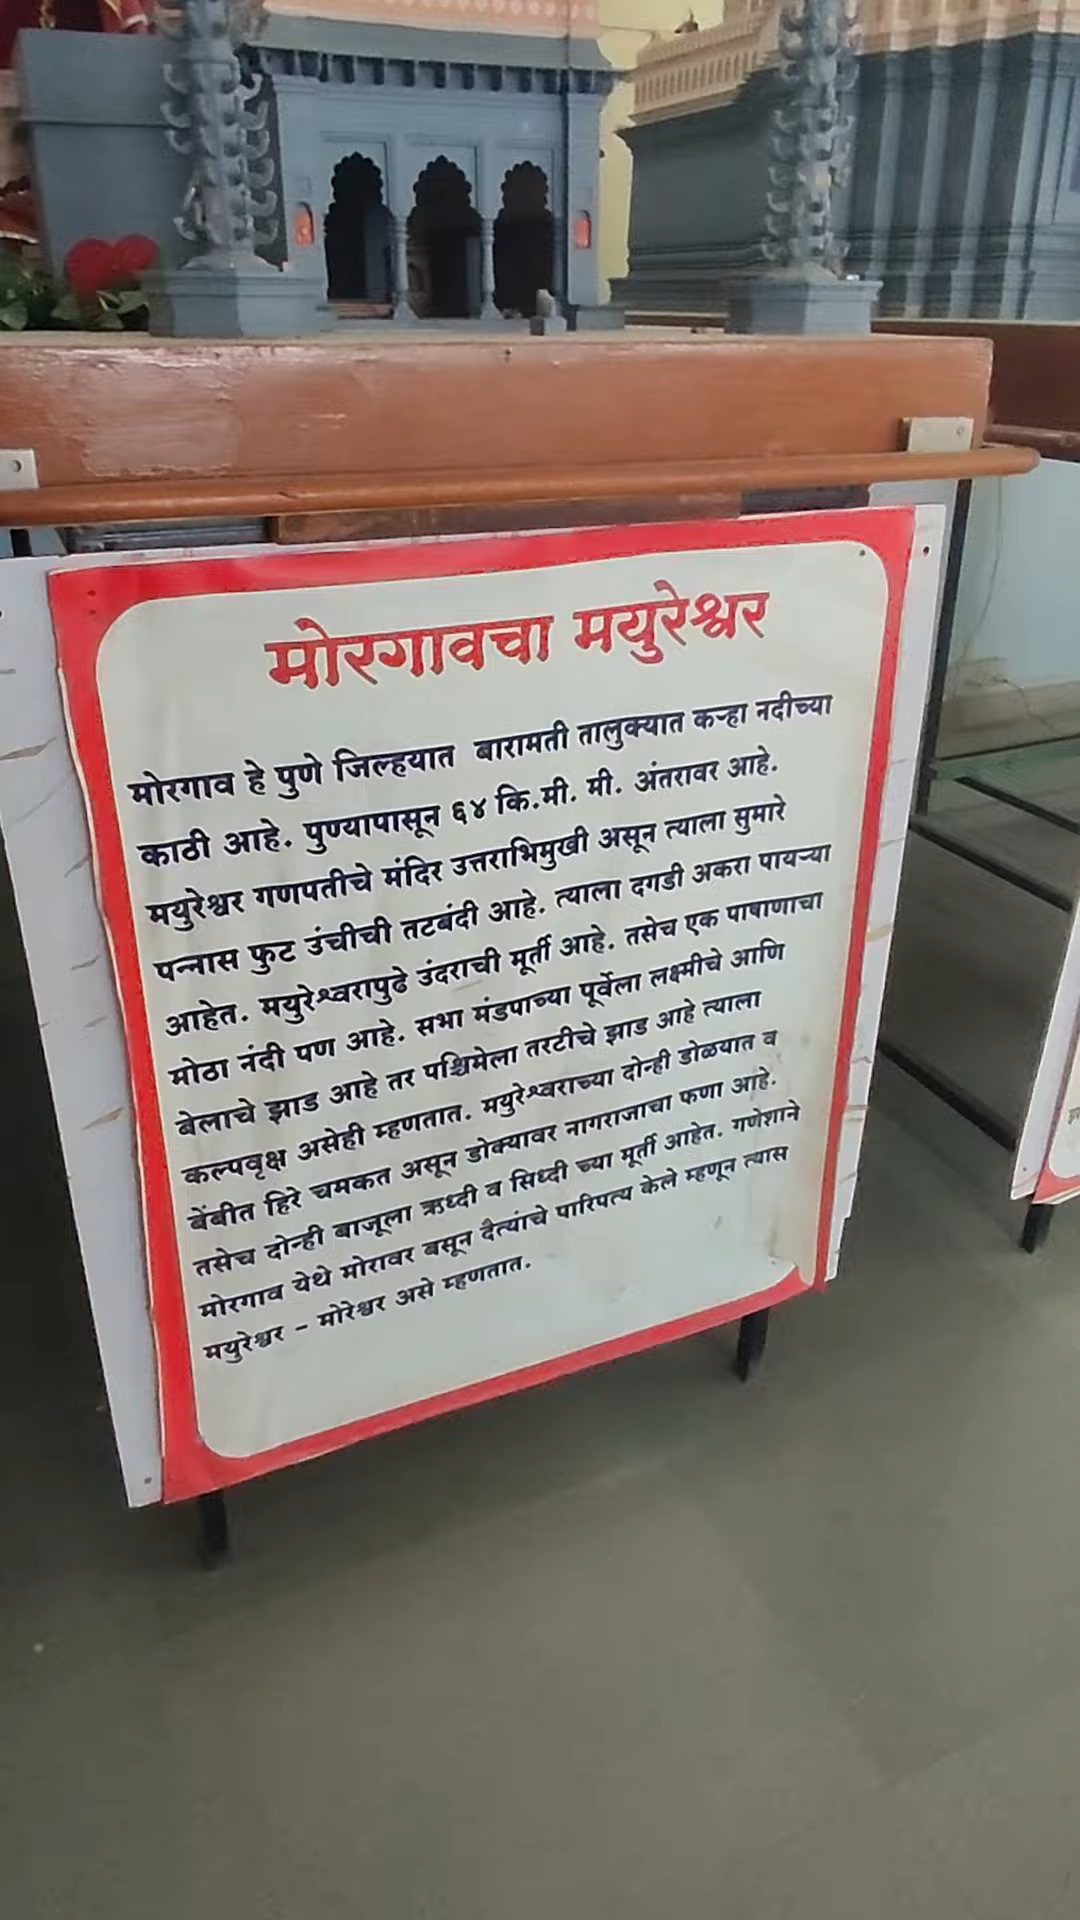 मोरगावचा मयुरेश्वर
मोरगाव हे पुणे जिल्हयात बारामती तालुक्यात कऱ्हा नदीच्या
काठी आहे. पुण्यापासून ६४ कि.मी. मी. अंतरावर आहे.
मयुरेश्वर गणपतीचे मंदिर उत्तराभिमुखी असून त्याला सुमारे
पन्नास फुट उंचीची तटबंदी आहे. त्याला दगडी अकरा पायऱ्या
आहेत. मयुरेश्वरापुढे उंदराची मूर्ती आहे. तसेच एक पाषाणाचा
मोठा नंदी पण आहे. सभा मंडपाच्या पूर्वेला लक्ष्मीचे आणि
बेलाचे झाड आहे तर पश्चिमेला तरटीचे झाड आहे त्याला
कल्पवृक्ष असेही म्हणतात. मयुरेश्वराच्या दोन्ही डोळयात व
बेंबीत हिरे चमकत असून डोक्यावर नागराजाचा फणा आहे.
तसेच दोन्ही बाजूला ऋध्दी व सिध्दी च्या मूर्ती आहेत. गणेशाने
मोरगाव येथे मोरावर बसून दैत्यांचे पारिपत्य केले म्हणून त्यास
मयुरेश्वर - मोरेश्वर असे म्हणतात.